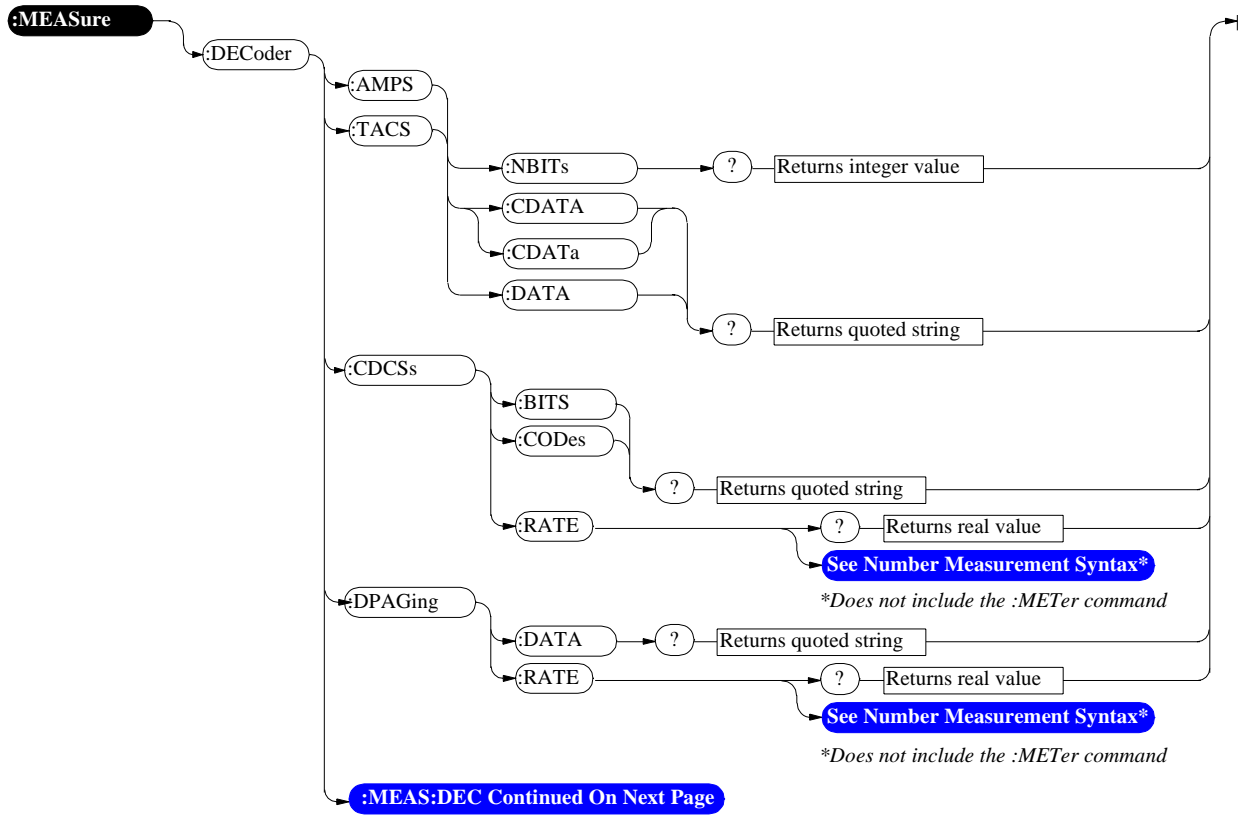 :MEASure
:DECoder
:AMPS
:TACS
:NBITs ? Returns integer value
:CDATA
:CDATa
:DATA
? Returns quoted string
:CDCSs
:BITS
:CODes
? Returns quoted string
:RATE ? Returns real value
See Number Measurement Syntax*
*Does not include the :METer command
:DPAGing
:DATA ? Returns quoted string
:RATE ? Returns real value
See Number Measurement Syntax*
*Does not include the :METer command
:MEAS:DEC Continued On Next Page